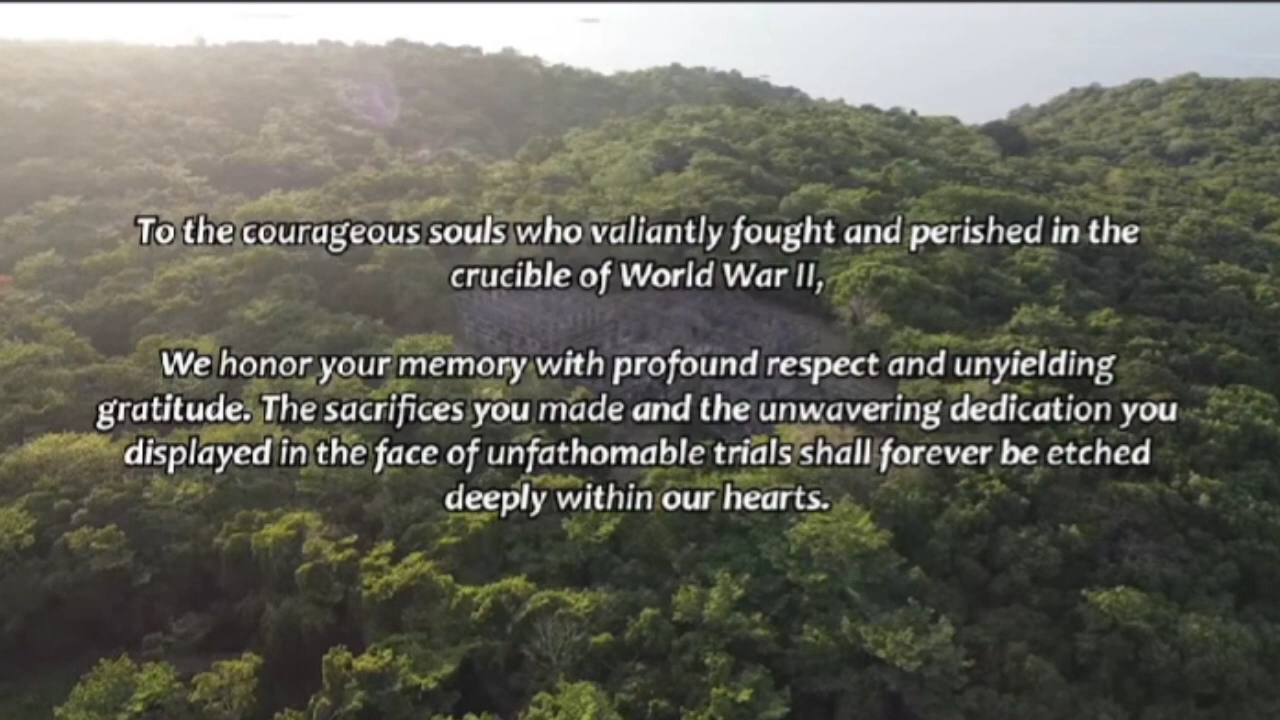 To the courageous souls who valiantly fought and perished in the
crucible of World War II,
We honor your memory with profound respect and unyielding
gratitude. The sacrifices you made and the unwavering dedication you
displayed in the face of unfathomable trials shall forever be etched
deeply within our hearts.